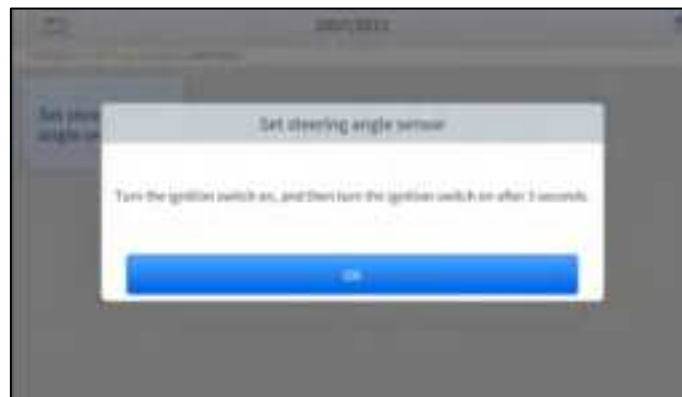 Set steering angle sensor
Turn the ignition switch on, and then turn the ignition switch on after 3 seconds.
OK